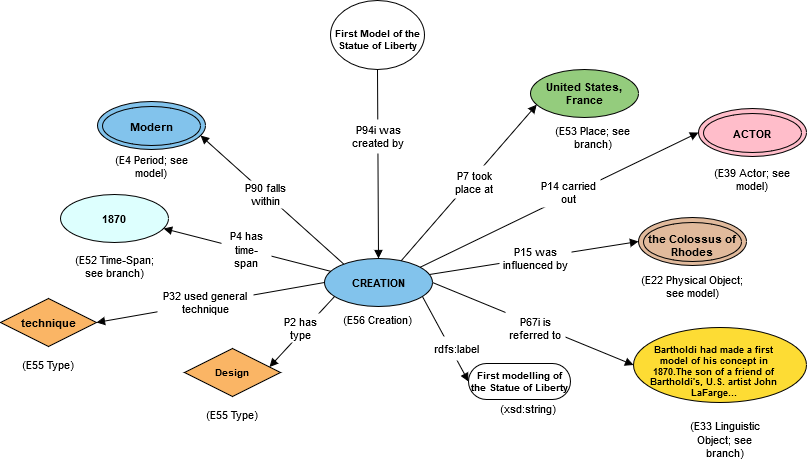 First Model of the
Statue of Liberty
P94i was
created by
United States,
France
(E53 Place; see
branch)
Modern
(E4 Period; see
model)
ACTOR
(E39 Actor; see
model)
P90 falls
within
P7 took
place at
P14 carried
out
1870
(E52 Time-Span;
see branch)
P4 has
time-
span
P15 was
influenced by
the Colossus of
Rhodes
(E22 Physical Object;
see model)
CREATION
(E56 Creation)
P32 used general
technique
technique
(E55 Type)
P2 has
type
Design
(E55 Type)
rdfs:label
First modelling of
the Statue of Liberty
(xsd:string)
P67i is
referred to
Bartholdi had made a first
model of his concept in
1870.The son of a friend of
Bartholdi's, U.S. artist John
LaFarge...
(E33 Linguistic
Object; see
branch)